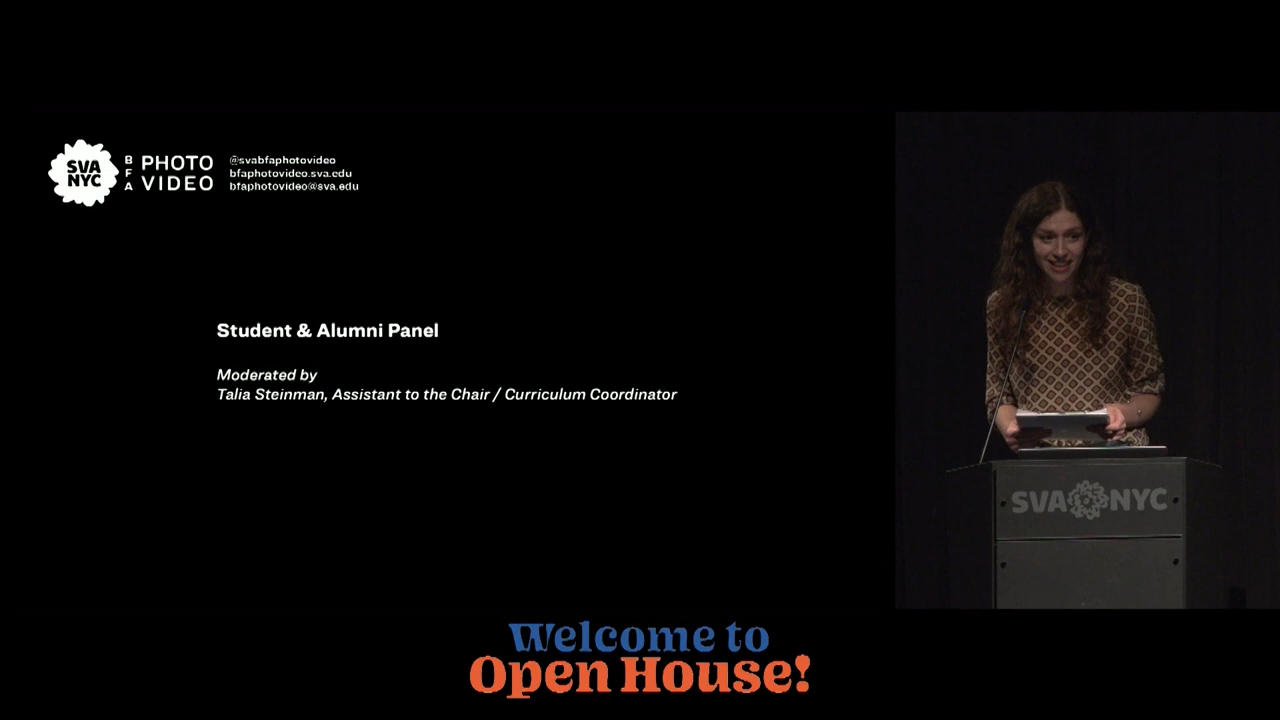 SVA
NYC
BFA
PHOTO
VIDEO
@svabfaphotovideo
bfaphotovideo.sva.edu
bfaphotovideo@sva.edu
Student & Alumni Panel
Moderated by
Talia Steinman, Assistant to the Chair / Curriculum Coordinator
SVA NYC
Welcome to
Open House!